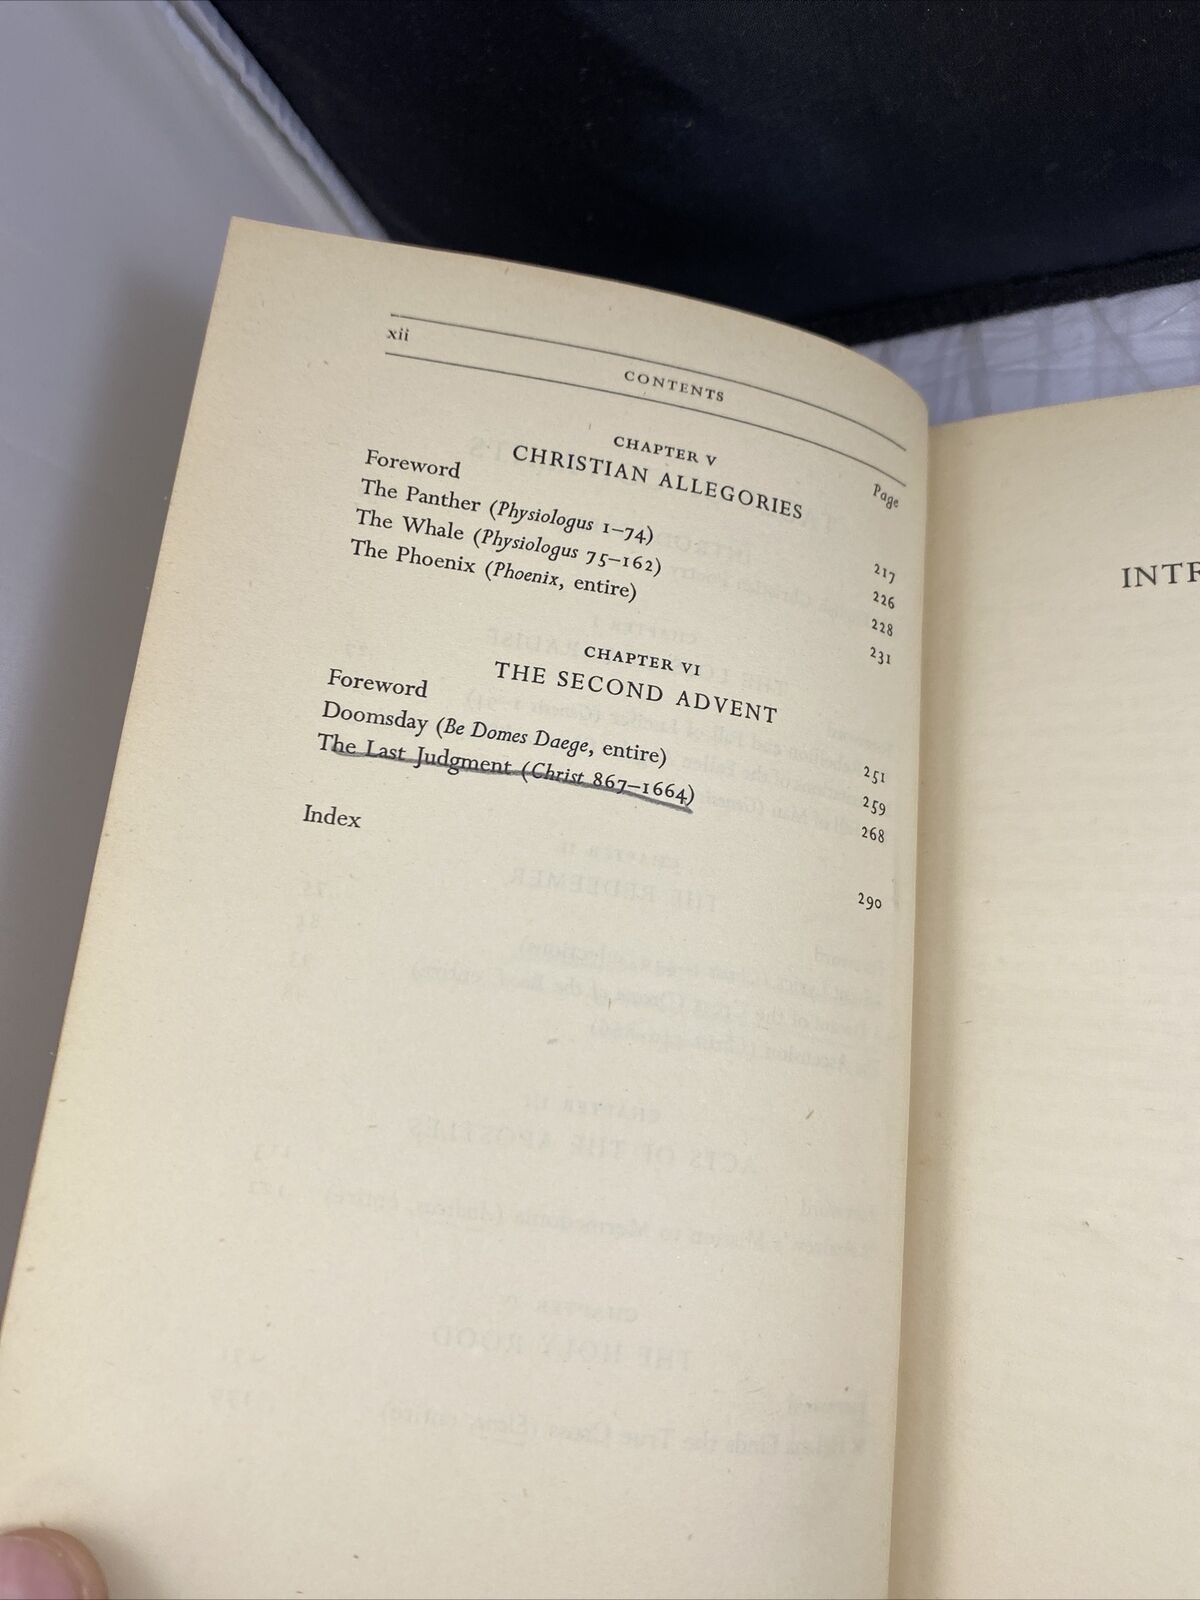 xii
CONTENTS
CHAPTER V
CHRISTIAN ALLEGORIES
Page
Foreword 217
The Panther (Physiologus 1–74) 226
The Whale (Physiologus 75–162) 228
The Phoenix (Phoenix, entire) 231
CHAPTER VI
THE SECOND ADVENT
Foreword 251
Doomsday (Be Domes Daege, entire) 259
The Last Judgment (Christ 867–1664) 268
Index 290
INTR